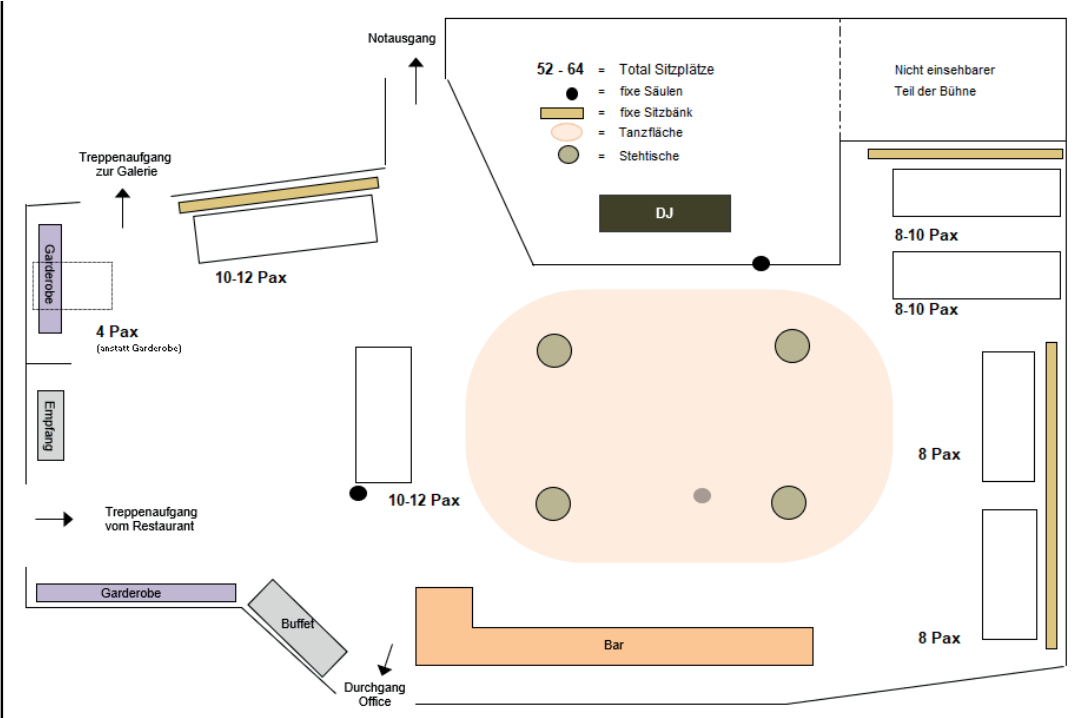 Notausgang
52 - 64 = Total Sitzplätze
= fixe Säulen
= fixe Sitzbänk
= Tanzfläche
= Stehtische
Nicht einsehbarer
Teil der Bühne
Treppenaufgang
zur Galerie
DJ
Garderobe
10-12 Pax
8-10 Pax
8-10 Pax
4 Pax
(anstatt Garderobe)
Empfang
10-12 Pax
8 Pax
Treppenaufgang
vom Restaurant
Garderobe
Buffet
Bar
8 Pax
Durchgang
Office